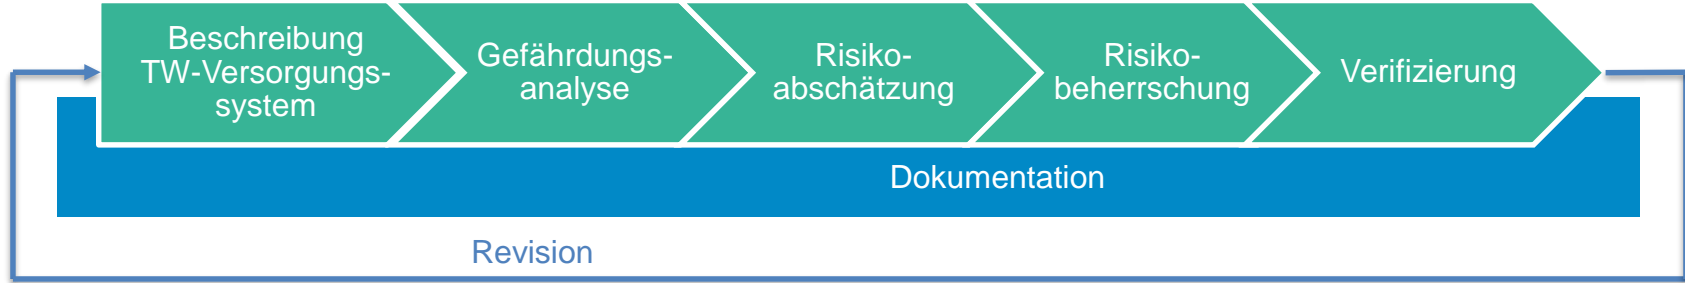 Beschreibung
TW-Versorgungs-
system
Gefährdungs-
analyse
Risiko-
abschätzung
Risiko-
beherrschung
Verifizierung
Dokumentation
Revision